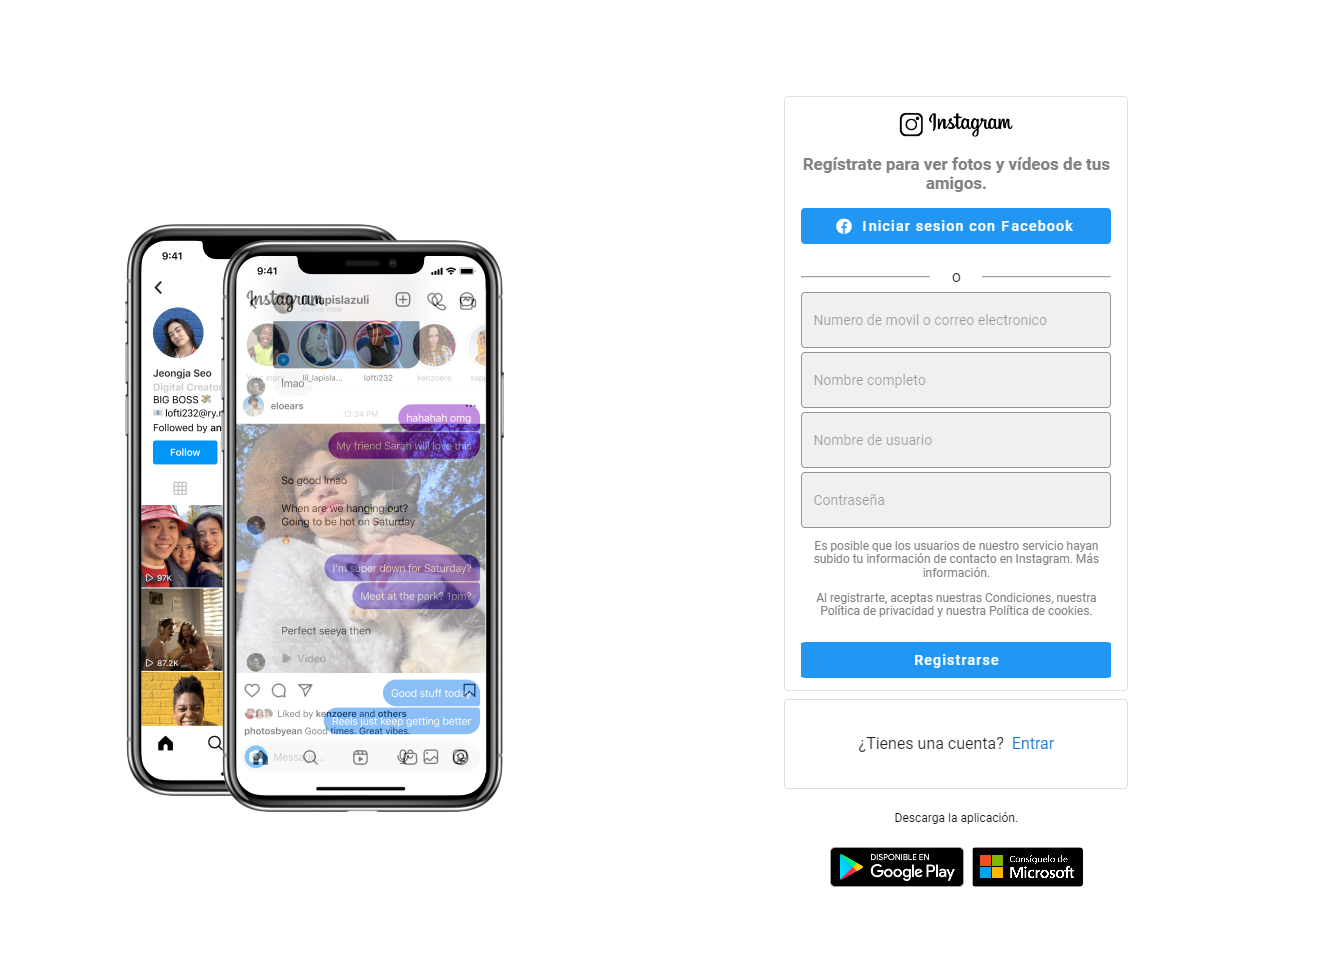 9:41
Jeongja Seo
Digital Creator
BIG BOSS
lofti232@ry.
Followed by an
Follow
97K
87.2K
9:41
Instagram
lil_lapislazuli
Active now
Your story
lil_lapisla...
lofti232
kenzoere
lmao
eloears
12:34 PM
hahahah omg
My friend Sarah will love this
So good lmao
When are we hanging out?
Going to be hot on Saturday
I'm super down for Saturday?
Meet at the park? 1pm?
Perfect seeya then
Video
Good stuff today
Liked by kenzoere and others
Reels just keep getting better
photosbyean Good times. Great vibes.
Instagram
Regístrate para ver fotos y vídeos de tus
amigos.
Iniciar sesion con Facebook
O
Numero de movil o correo electronico
Nombre completo
Nombre de usuario
Contraseña
Es posible que los usuarios de nuestro servicio hayan
subido tu información de contacto en Instagram. Más
información.
Al registrarte, aceptas nuestras Condiciones, nuestra
Política de privacidad y nuestra Política de cookies.
Registrarse
¿Tienes una cuenta? Entrar
Descarga la aplicación.
DISPONIBLE EN
Google Play
Consíguelo de
Microsoft